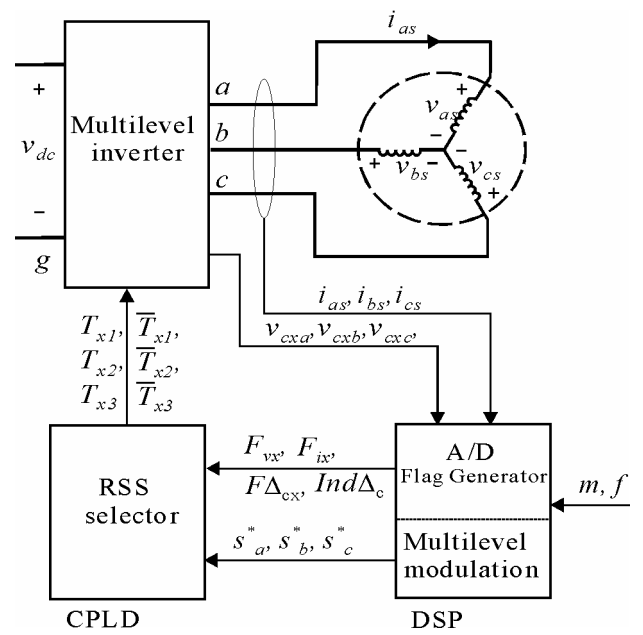 i_as
+
a
Multilevel
inverter
v_dc
b
c
−
g
+
v_as
−
+
v_bs
−
−
v_cs
+
i_as, i_bs, i_cs
v_cxa, v_cxb, v_cxc,
T_x1, T̅_x1,
T_x2, T̅_x2,
T_x3 T̅_x3
RSS
selector
CPLD
F_vx, F_ix,
FΔ_cx, IndΔ_c
s*_a, s*_b, s*_c
A/D
Flag Generator
Multilevel
modulation
DSP
m, f